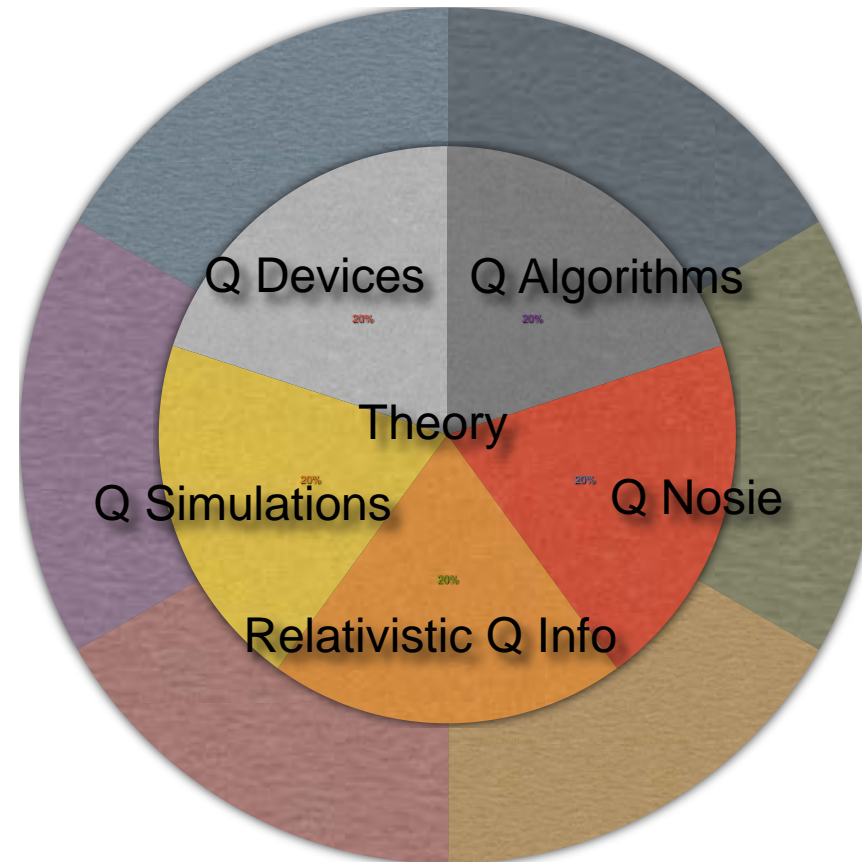 Q Devices
Q Algorithms
20%
20%
Theory
20%
20%
Q Simulations
Q Nosie
20%
Relativistic Q Info